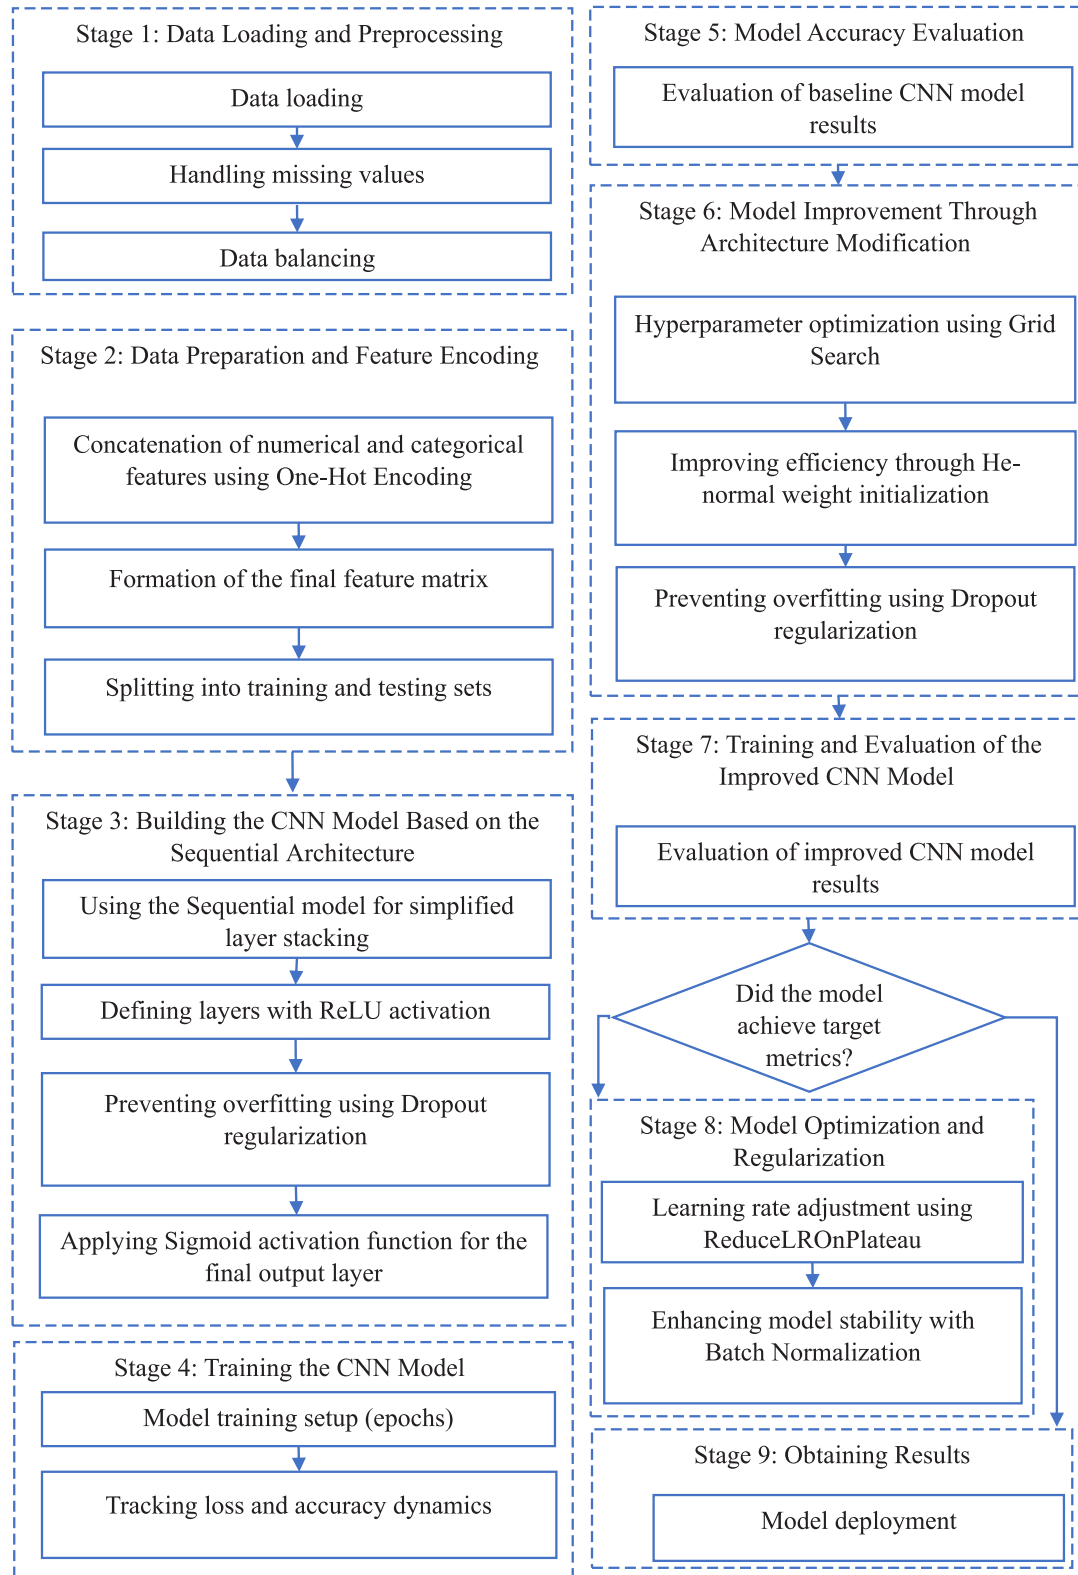 Stage 1: Data Loading and Preprocessing
Data loading
Handling missing values
Data balancing
Stage 2: Data Preparation and Feature Encoding
Concatenation of numerical and categorical
features using One-Hot Encoding
Formation of the final feature matrix
Splitting into training and testing sets
Stage 3: Building the CNN Model Based on the
Sequential Architecture
Using the Sequential model for simplified
layer stacking
Defining layers with ReLU activation
Preventing overfitting using Dropout
regularization
Applying Sigmoid activation function for the
final output layer
Stage 4: Training the CNN Model
Model training setup (epochs)
Tracking loss and accuracy dynamics
Stage 5: Model Accuracy Evaluation
Evaluation of baseline CNN model
results
Stage 6: Model Improvement Through
Architecture Modification
Hyperparameter optimization using Grid
Search
Improving efficiency through He-
normal weight initialization
Preventing overfitting using Dropout
regularization
Stage 7: Training and Evaluation of the
Improved CNN Model
Evaluation of improved CNN model
results
Did the model
achieve target
metrics?
Stage 8: Model Optimization and
Regularization
Learning rate adjustment using
ReduceLROnPlateau
Enhancing model stability with
Batch Normalization
Stage 9: Obtaining Results
Model deployment